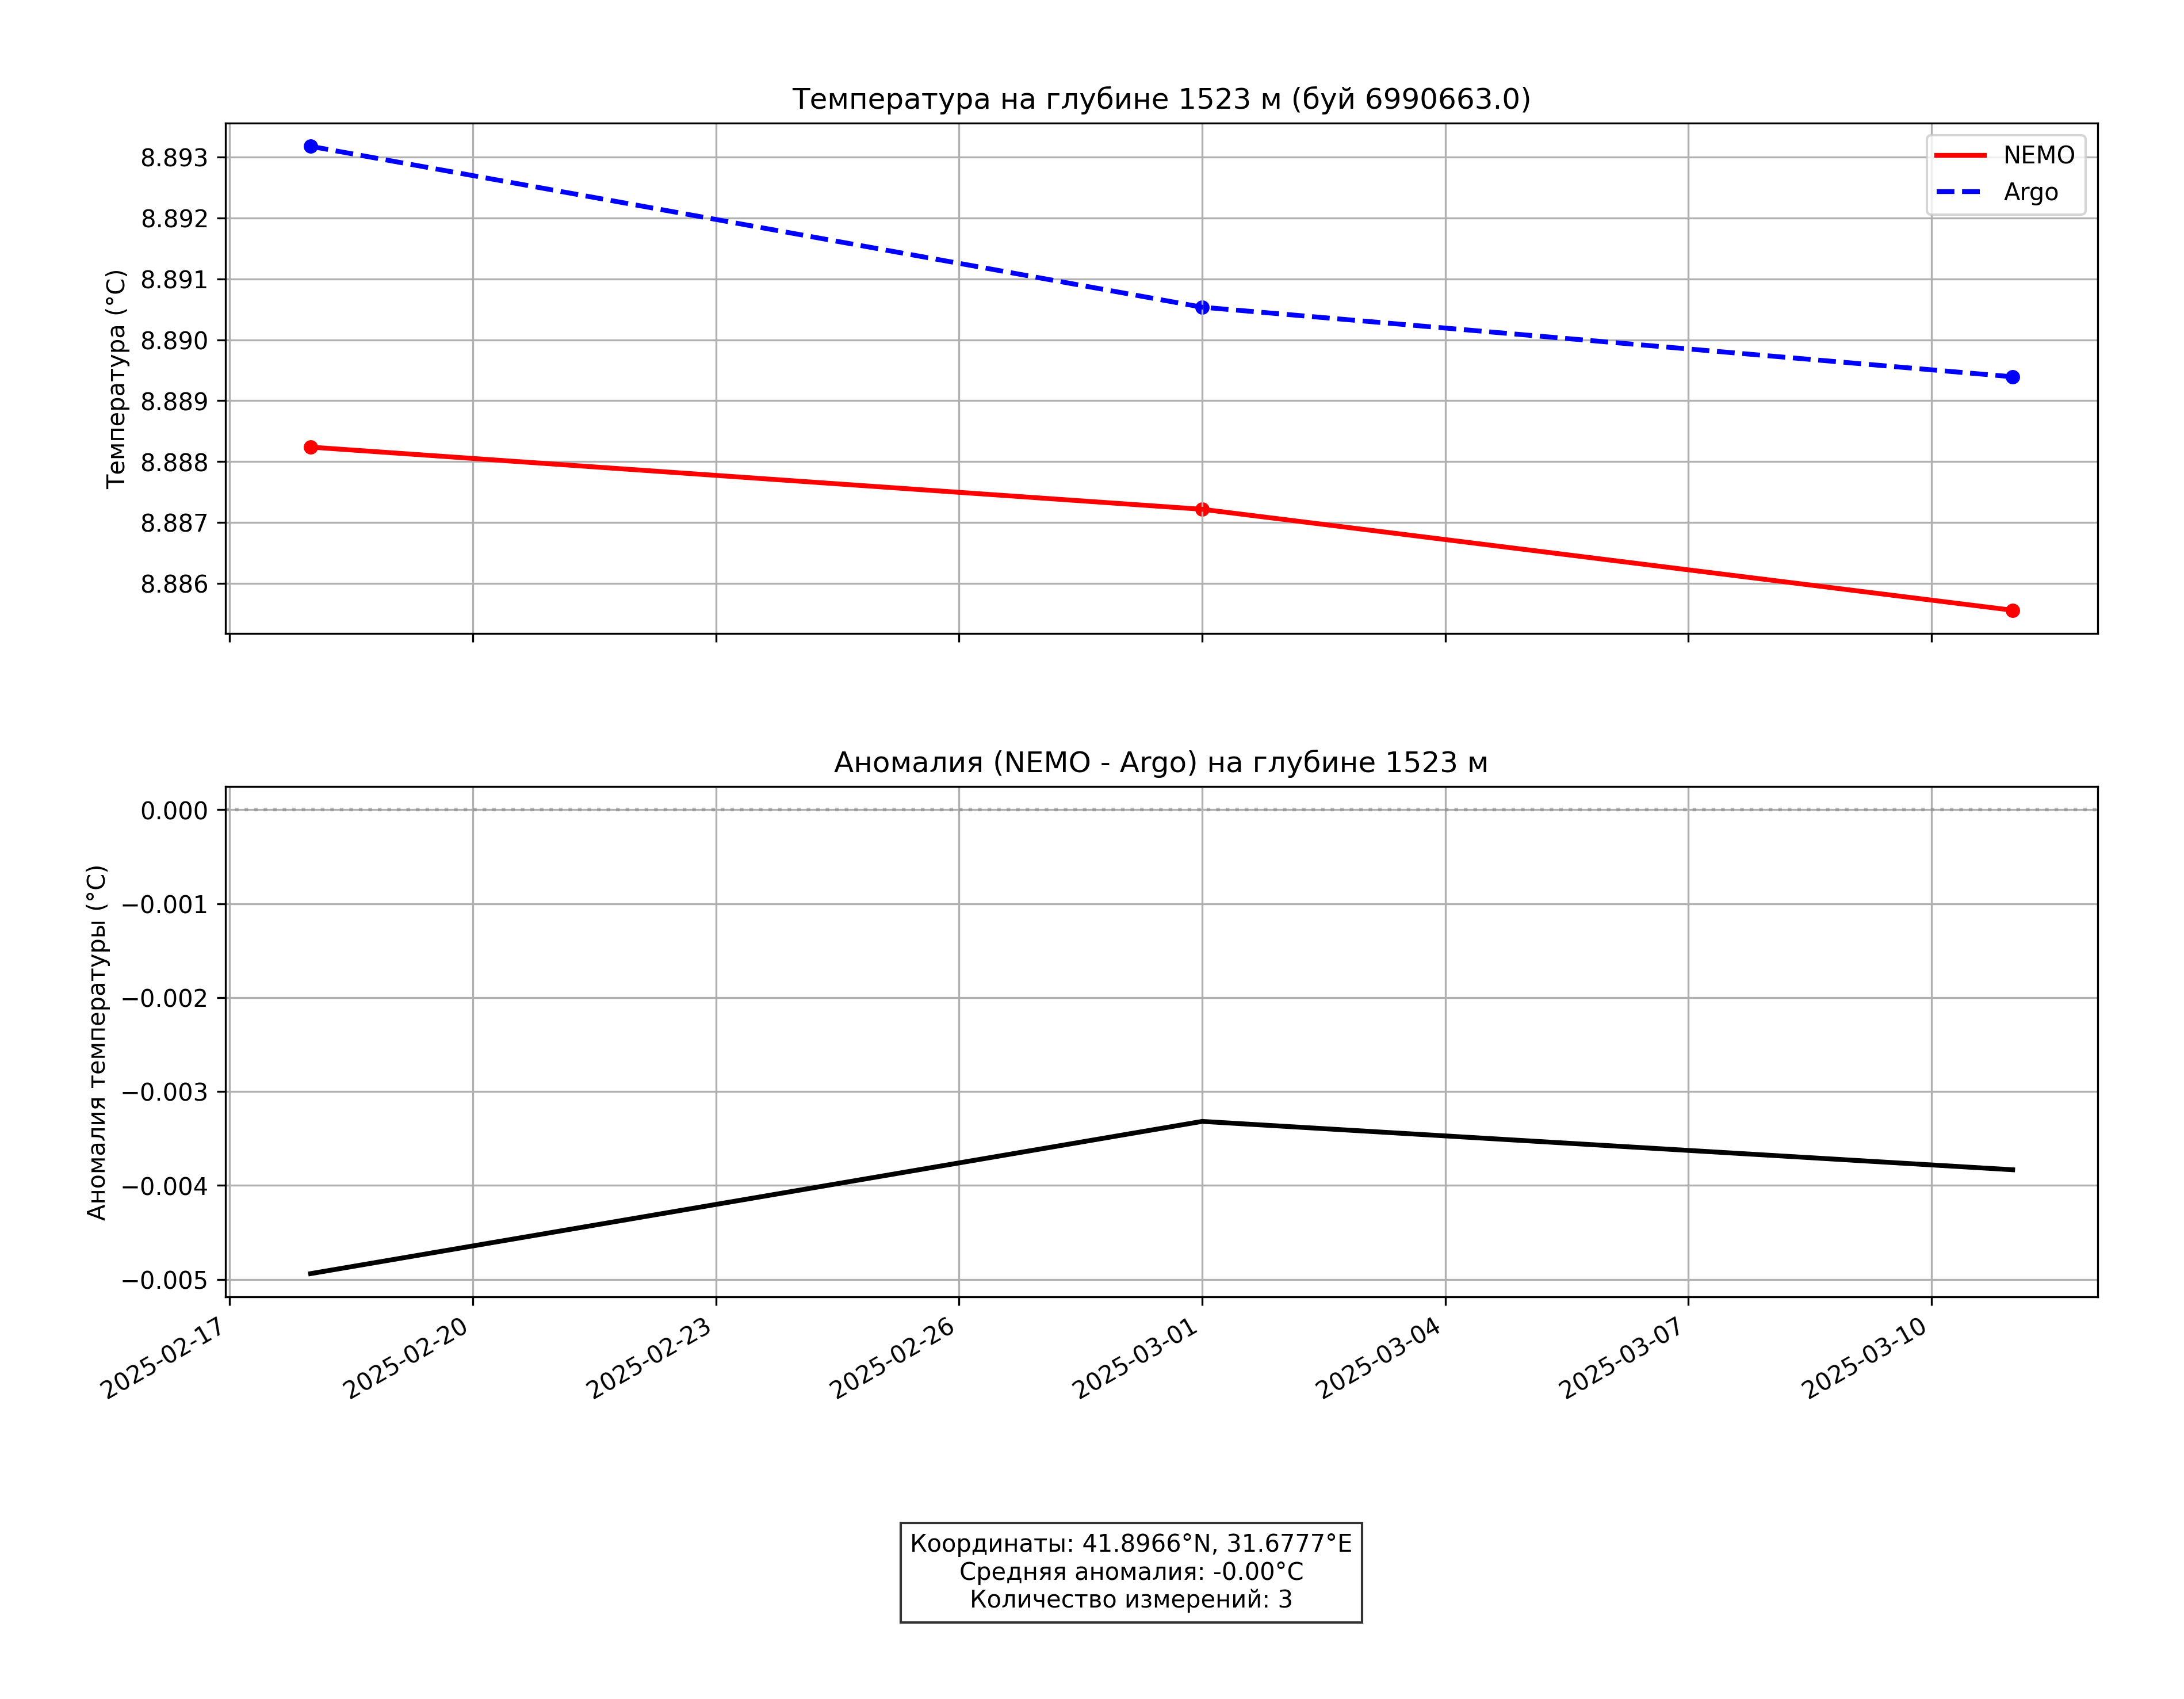 Температура на глубине 1523 м (буй 6990663.0)
Температура (°C)
8.893
8.892
8.891
8.890
8.889
8.888
8.887
8.886
NEMO
Argo
Аномалия (NEMO - Argo) на глубине 1523 м
Аномалия температуры (°C)
0.000
−0.001
−0.002
−0.003
−0.004
−0.005
2025-02-17
2025-02-20
2025-02-23
2025-02-26
2025-03-01
2025-03-04
2025-03-07
2025-03-10
Координаты: 41.8966°N, 31.6777°E
Средняя аномалия: -0.00°C
Количество измерений: 3